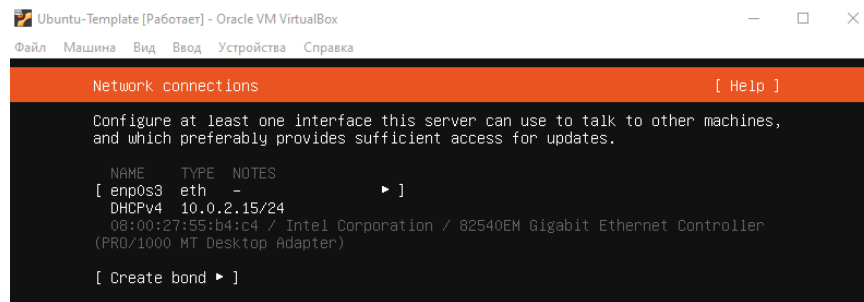 Ubuntu-Template [Работает] - Oracle VM VirtualBox
Файл Машина Вид Ввод Устройства Справка
Network connections [ Help ]
Configure at least one interface this server can use to talk to other machines,
and which preferably provides sufficient access for updates.
NAME TYPE NOTES
[ enp0s3 eth - ▸ ]
DHCPv4 10.0.2.15/24
08:00:27:55:b4:c4 / Intel Corporation / 82540EM Gigabit Ethernet Controller
(PRO/1000 MT Desktop Adapter)
[ Create bond ▸ ]